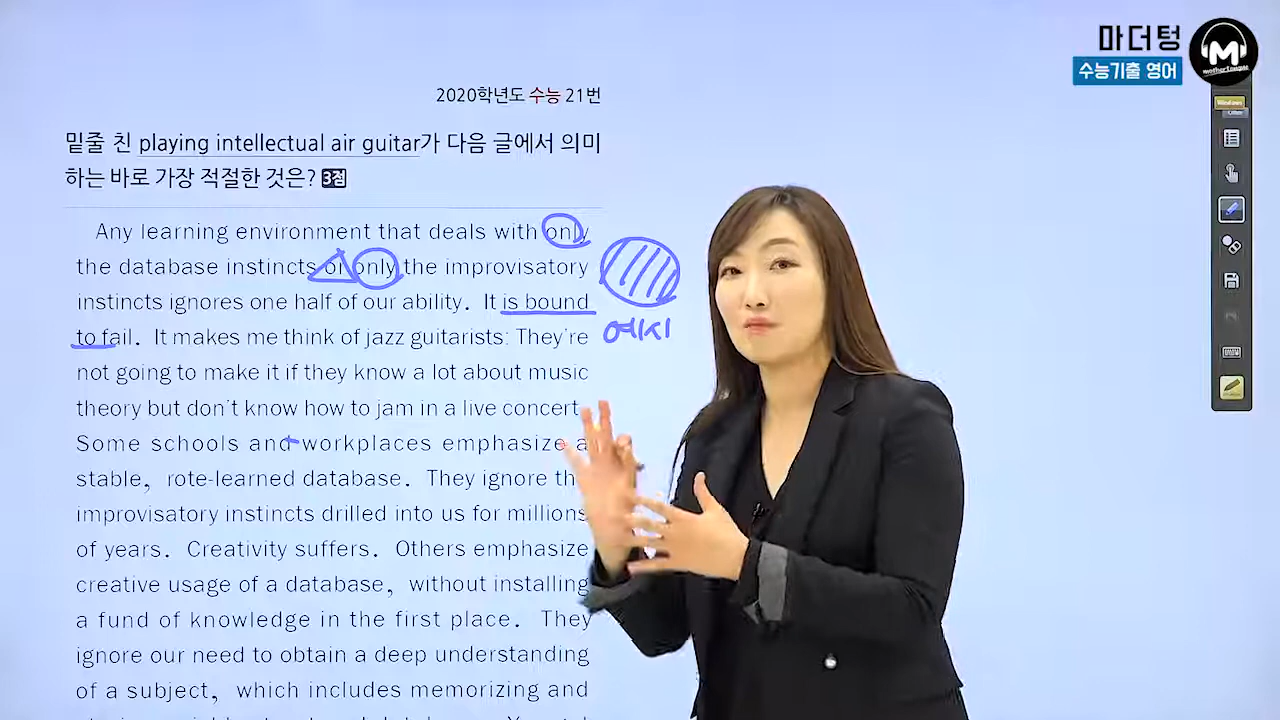 마더텅
수능기출 영어
M
mother tongue
Windows
2020학년도 수능 21번
밑줄 친 playing intellectual air guitar가 다음 글에서 의미
하는 바로 가장 적절한 것은? 3점
Any learning environment that deals with only
the database instincts or only the improvisatory
instincts ignores one half of our ability. It is bound
to fail. It makes me think of jazz guitarists: They're
not going to make it if they know a lot about music
theory but don't know how to jam in a live concert.
Some schools and workplaces emphasize a
stable, rote-learned database. They ignore the
improvisatory instincts drilled into us for millions
of years. Creativity suffers. Others emphasize
creative usage of a database, without installing
a fund of knowledge in the first place. They
ignore our need to obtain a deep understanding
of a subject, which includes memorizing and
예시